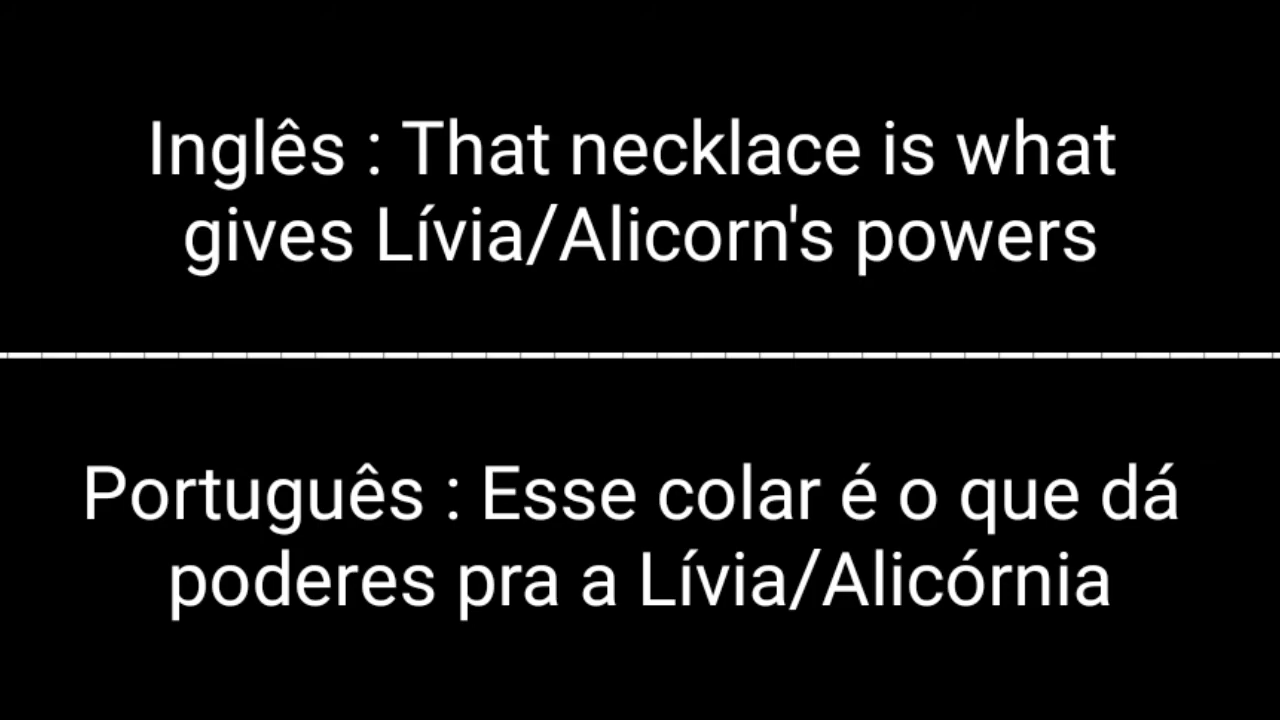 Inglês : That necklace is what
gives Lívia/Alicorn's powers
Português : Esse colar é o que dá
poderes pra a Lívia/Alicórnia